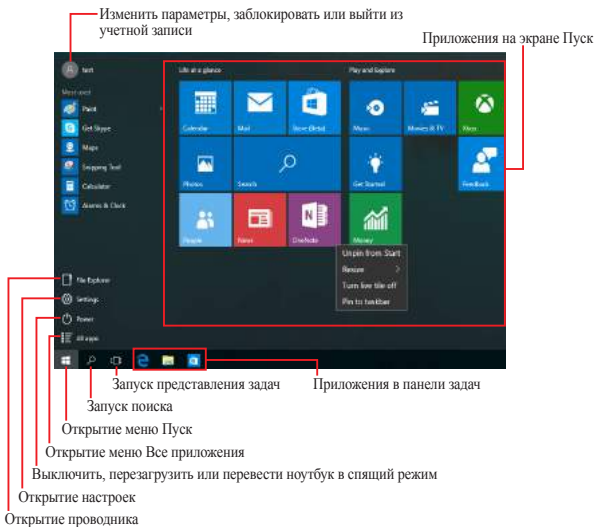 Изменить параметры, заблокировать или выйти из
учетной записи
Приложения на экране Пуск
test
Life at a glance
Play and Explore
Most used
Paint
Get Skype
Maps
Snipping Tool
Calculator
Alarms & Clock
Calendar
Mail
Store (Beta)
Music
Movies & TV
Xbox
Photos
Search
Get Started
Feedback
People
News
OneNote
Money
Unpin from Start
Resize
Turn live tile off
Pin to taskbar
File Explorer
Settings
Power
All apps
Запуск представления задач
Приложения в панели задач
Запуск поиска
Открытие меню Пуск
Открытие меню Все приложения
Выключить, перезагрузить или перевести ноутбук в спящий режим
Открытие настроек
Открытие проводника